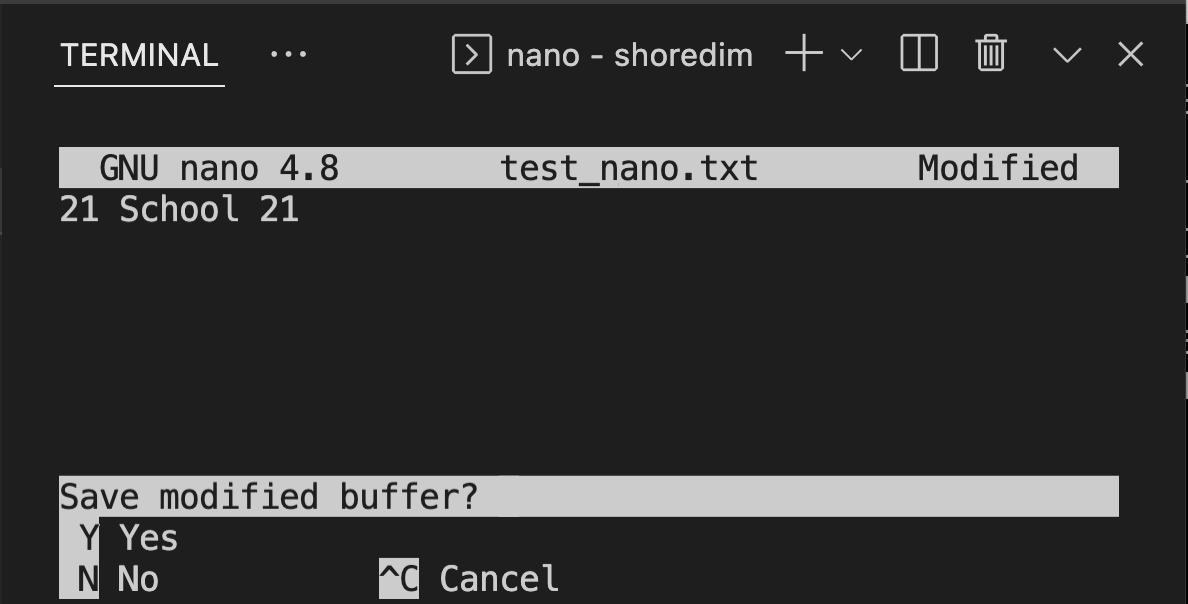 TERMINAL ··· nano - shoredim
GNU nano 4.8 test_nano.txt Modified
21 School 21
Save modified buffer?
Y Yes
N No ^C Cancel